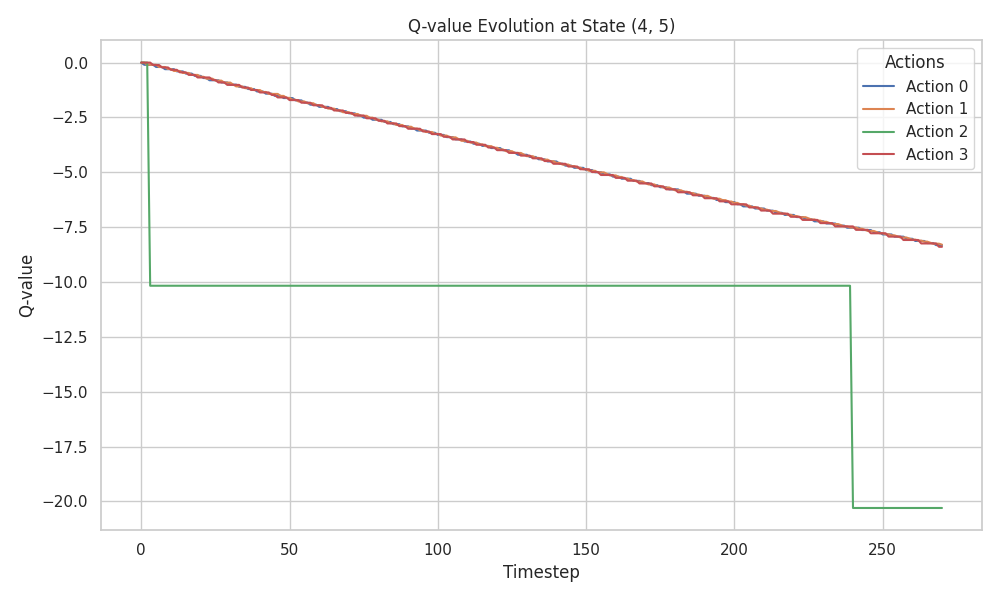 Q-value Evolution at State (4, 5)
Actions
Action 0
Action 1
Action 2
Action 3
Q-value
0.0
−2.5
−5.0
−7.5
−10.0
−12.5
−15.0
−17.5
−20.0
0 50 100 150 200 250
Timestep